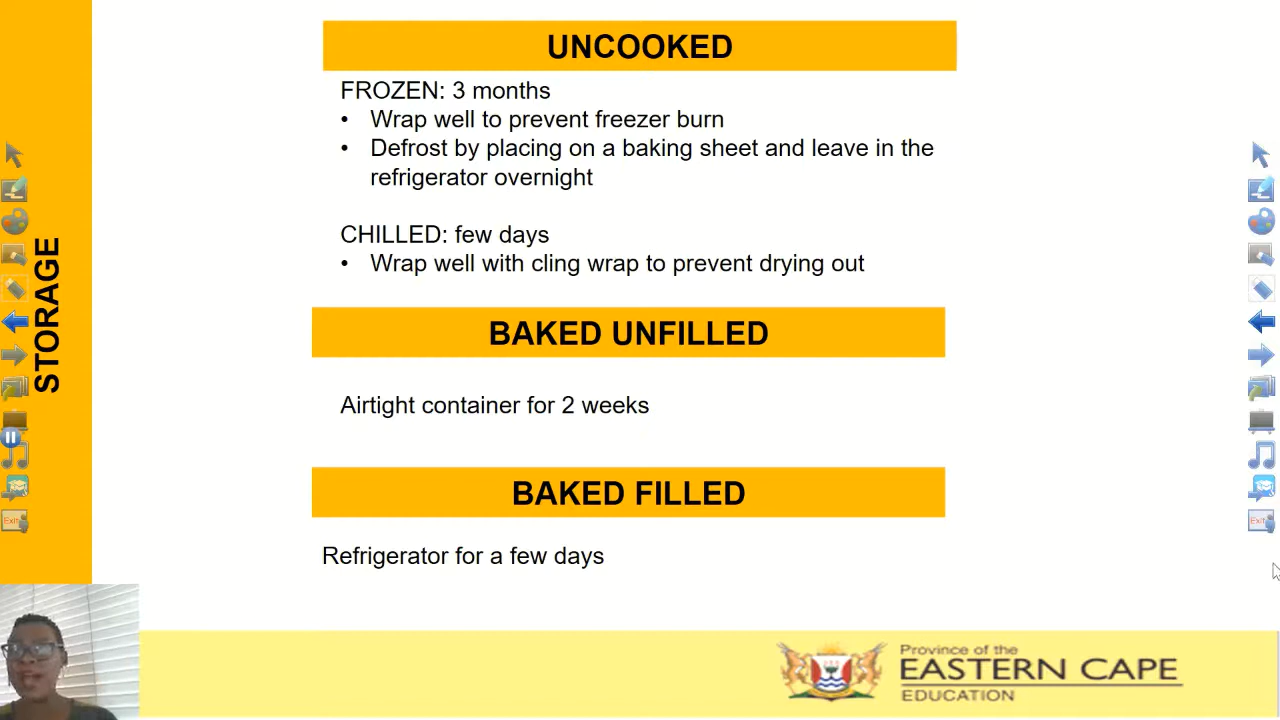 UNCOOKED
FROZEN: 3 months
• Wrap well to prevent freezer burn
• Defrost by placing on a baking sheet and leave in the
refrigerator overnight
CHILLED: few days
• Wrap well with cling wrap to prevent drying out
STORAGE
BAKED UNFILLED
Airtight container for 2 weeks
BAKED FILLED
Refrigerator for a few days
Exit
Exit
Province of the
EASTERN CAPE
EDUCATION